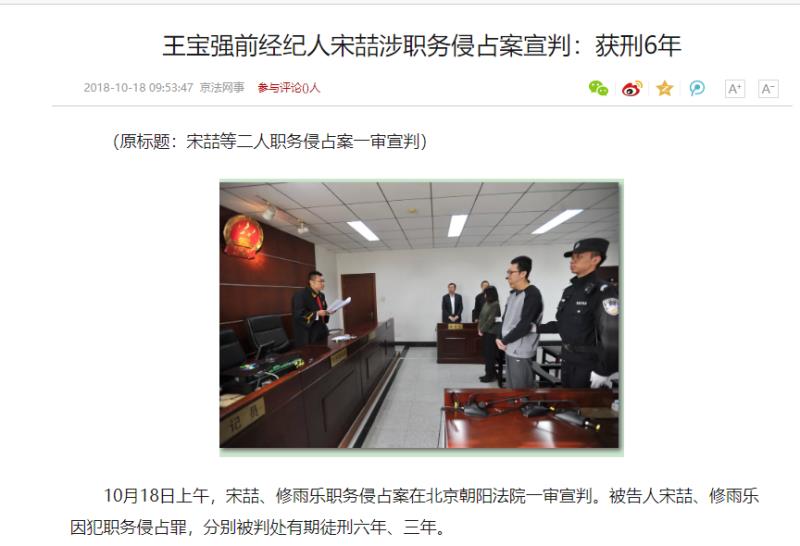 王宝强前经纪人宋喆涉职务侵占案宣判：获刑6年
2018-10-18 09:53:47 京法网事 参与评论0人
A+ A-
（原标题：宋喆等二人职务侵占案一审宣判）
记员
10月18日上午，宋喆、修雨乐职务侵占案在北京朝阳法院一审宣判。被告人宋喆、修雨乐
因犯职务侵占罪，分别被判处有期徒刑六年、三年。